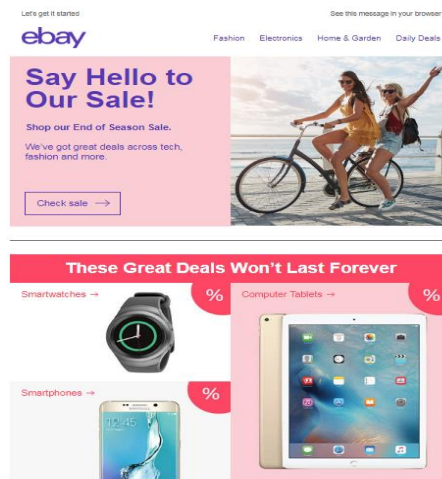 Let's get it started
See this message in your browser
ebay
Fashion Electronics Home & Garden Daily Deals
Say Hello to
Our Sale!
Shop our End of Season Sale.
We've got great deals across tech,
fashion and more.
Check sale →
These Great Deals Won't Last Forever
Smartwatches →
%
Computer Tablets →
%
Smartphones →
%
12:45